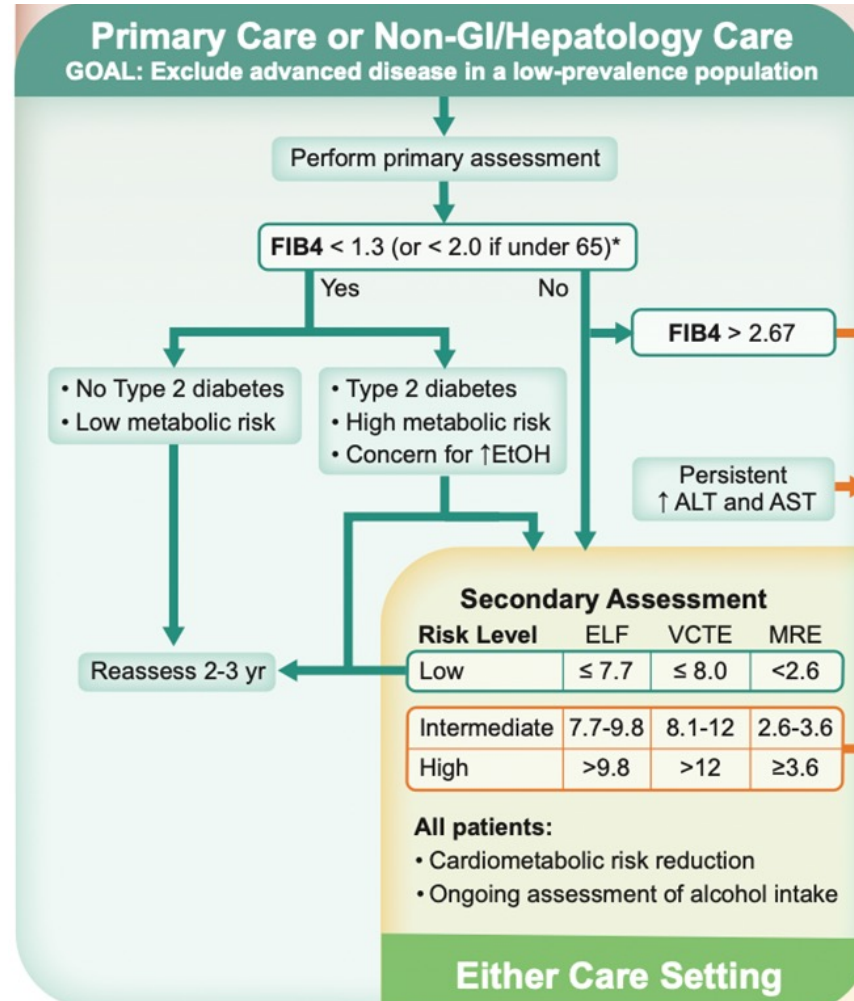 Primary Care or Non-GI/Hepatology Care
GOAL: Exclude advanced disease in a low-prevalence population
Perform primary assessment
FIB4 < 1.3 (or < 2.0 if under 65)*
Yes
No
FIB4 > 2.67
• No Type 2 diabetes
• Low metabolic risk
• Type 2 diabetes
• High metabolic risk
• Concern for ↑EtOH
Persistent
↑ ALT and AST
Reassess 2-3 yr
Secondary Assessment
Risk Level ELF VCTE MRE
Low ≤ 7.7 ≤ 8.0 <2.6
Intermediate 7.7-9.8 8.1-12 2.6-3.6
High >9.8 >12 ≥3.6
All patients:
• Cardiometabolic risk reduction
• Ongoing assessment of alcohol intake
Either Care Setting